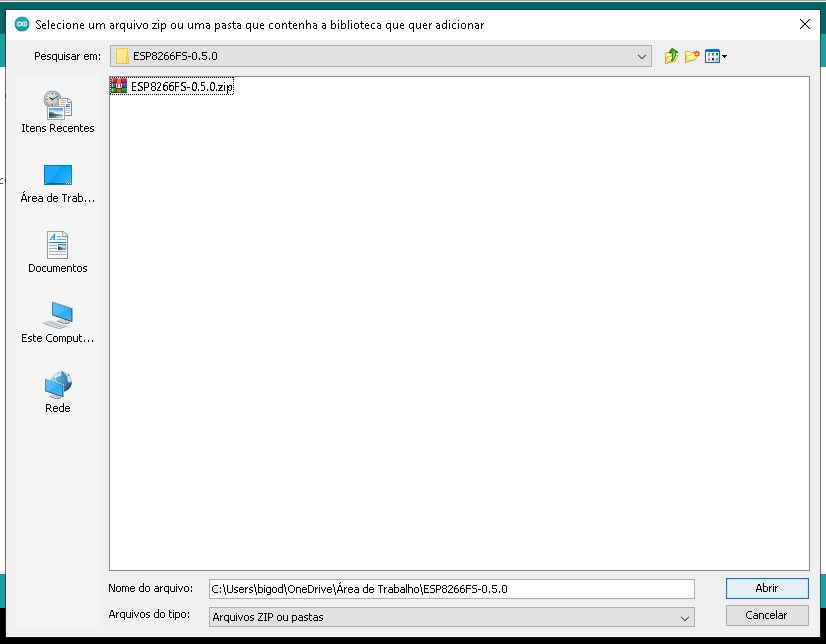 Selecione um arquivo zip ou uma pasta que contenha a biblioteca que quer adicionar
Pesquisar em:
ESP8266FS-0.5.0
ESP8266FS-0.5.0.zip
Itens Recentes
Área de Trab...
Documentos
Este Comput...
Rede
Nome do arquivo:
C:\Users\bigod\OneDrive\Área de Trabalho\ESP8266FS-0.5.0
Abrir
Arquivos do tipo:
Arquivos ZIP ou pastas
Cancelar